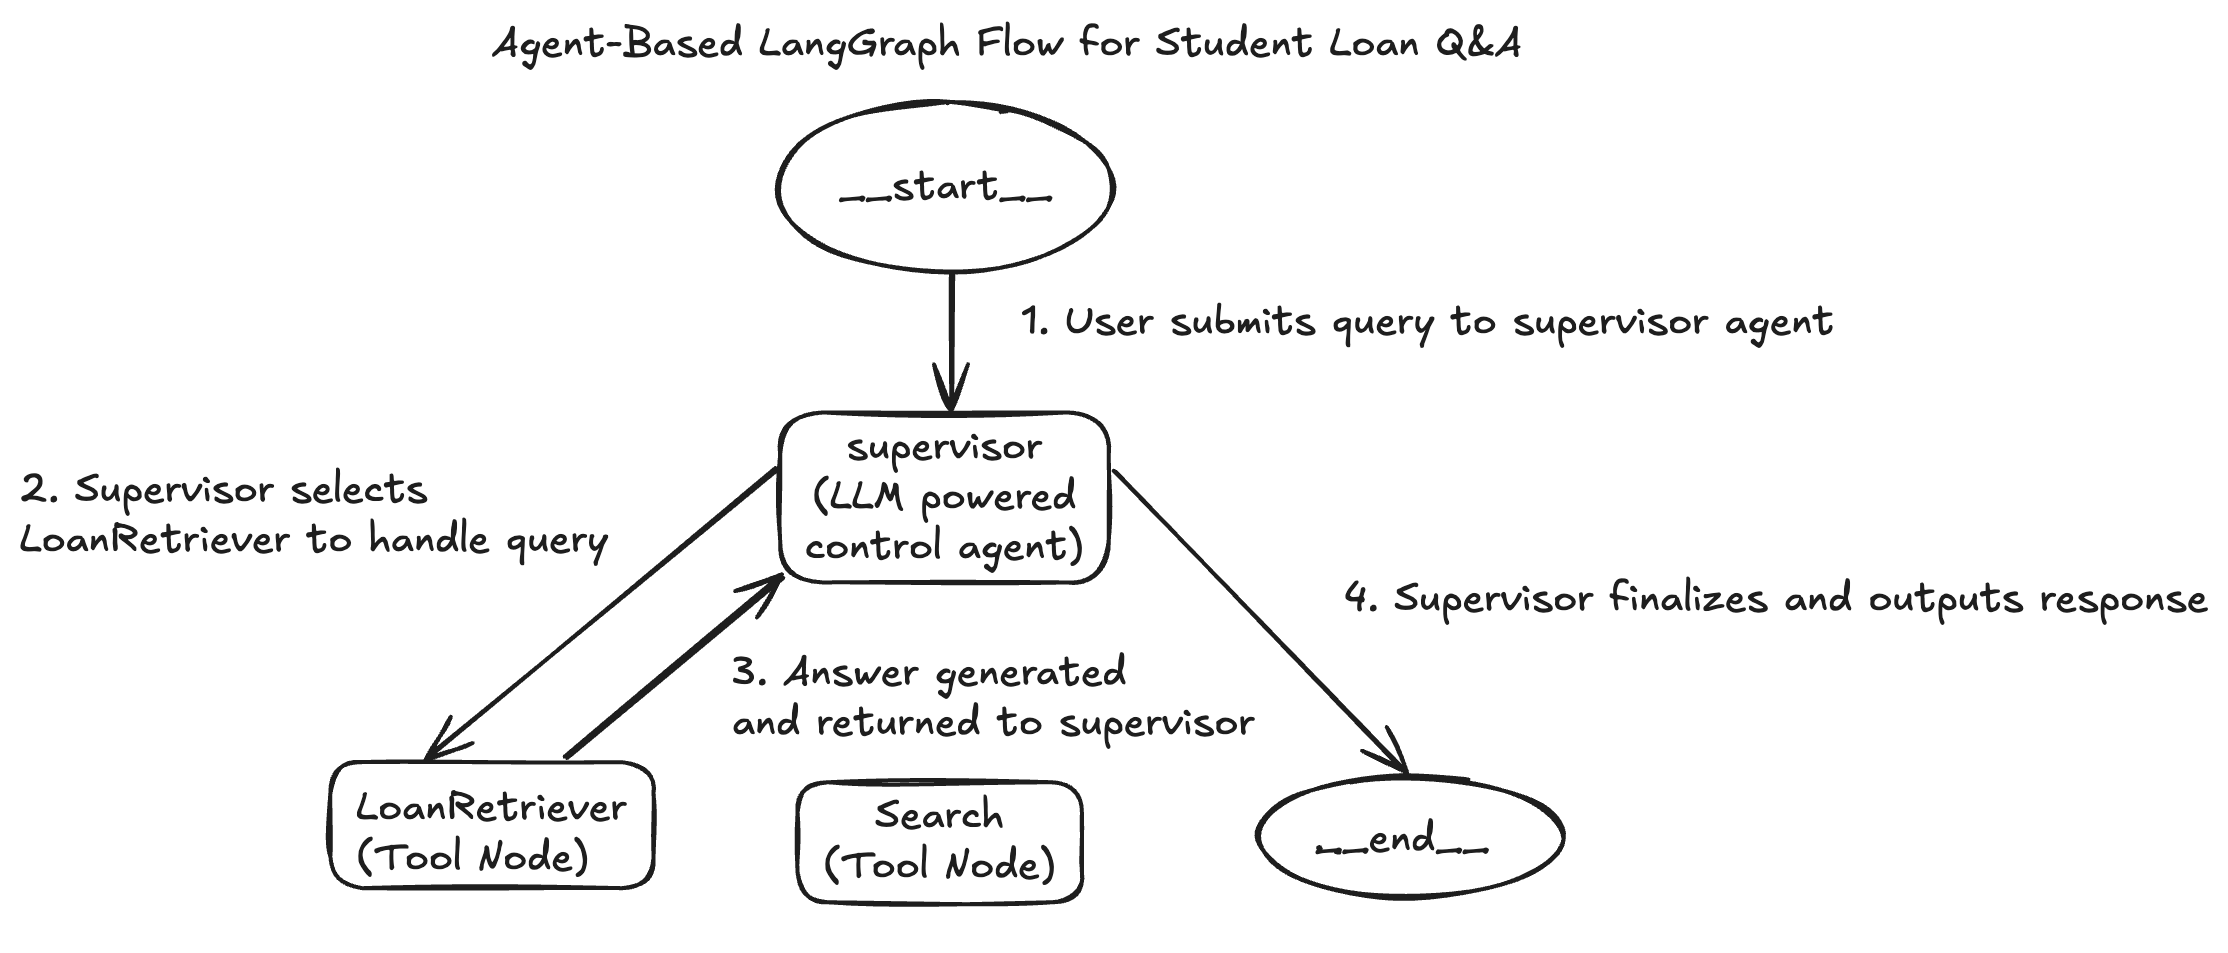 Agent-Based LangGraph Flow for Student Loan Q&A
__start__
1. User submits query to supervisor agent
supervisor
(LLM powered
control agent)
2. Supervisor selects
LoanRetriever to handle query
4. Supervisor finalizes and outputs response
3. Answer generated
and returned to supervisor
LoanRetriever
(Tool Node)
Search
(Tool Node)
__end__